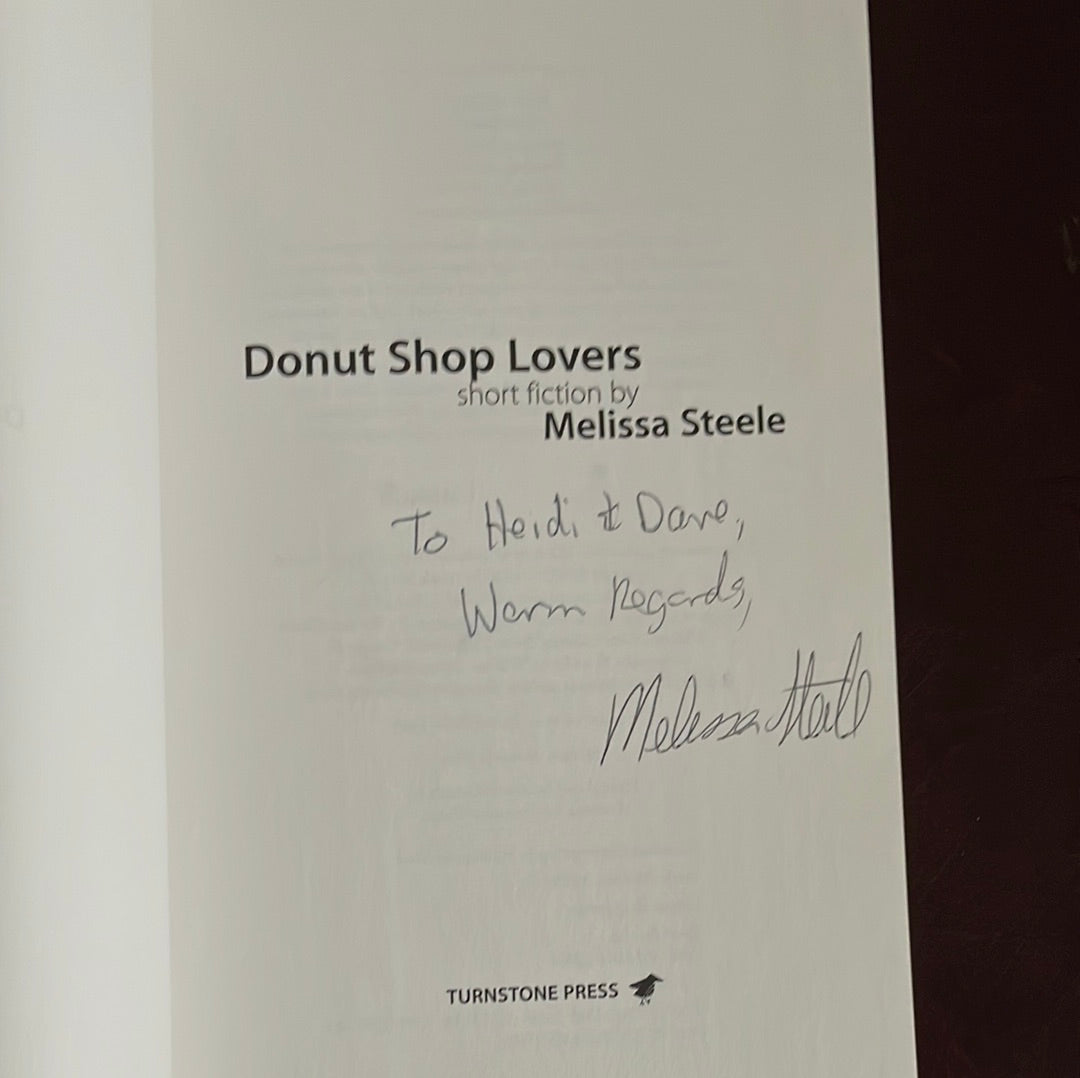 Donut Shop Lovers
short fiction by
Melissa Steele
To Heidi & Dave,
Warm Regards,
Melissa Steele
TURNSTONE PRESS